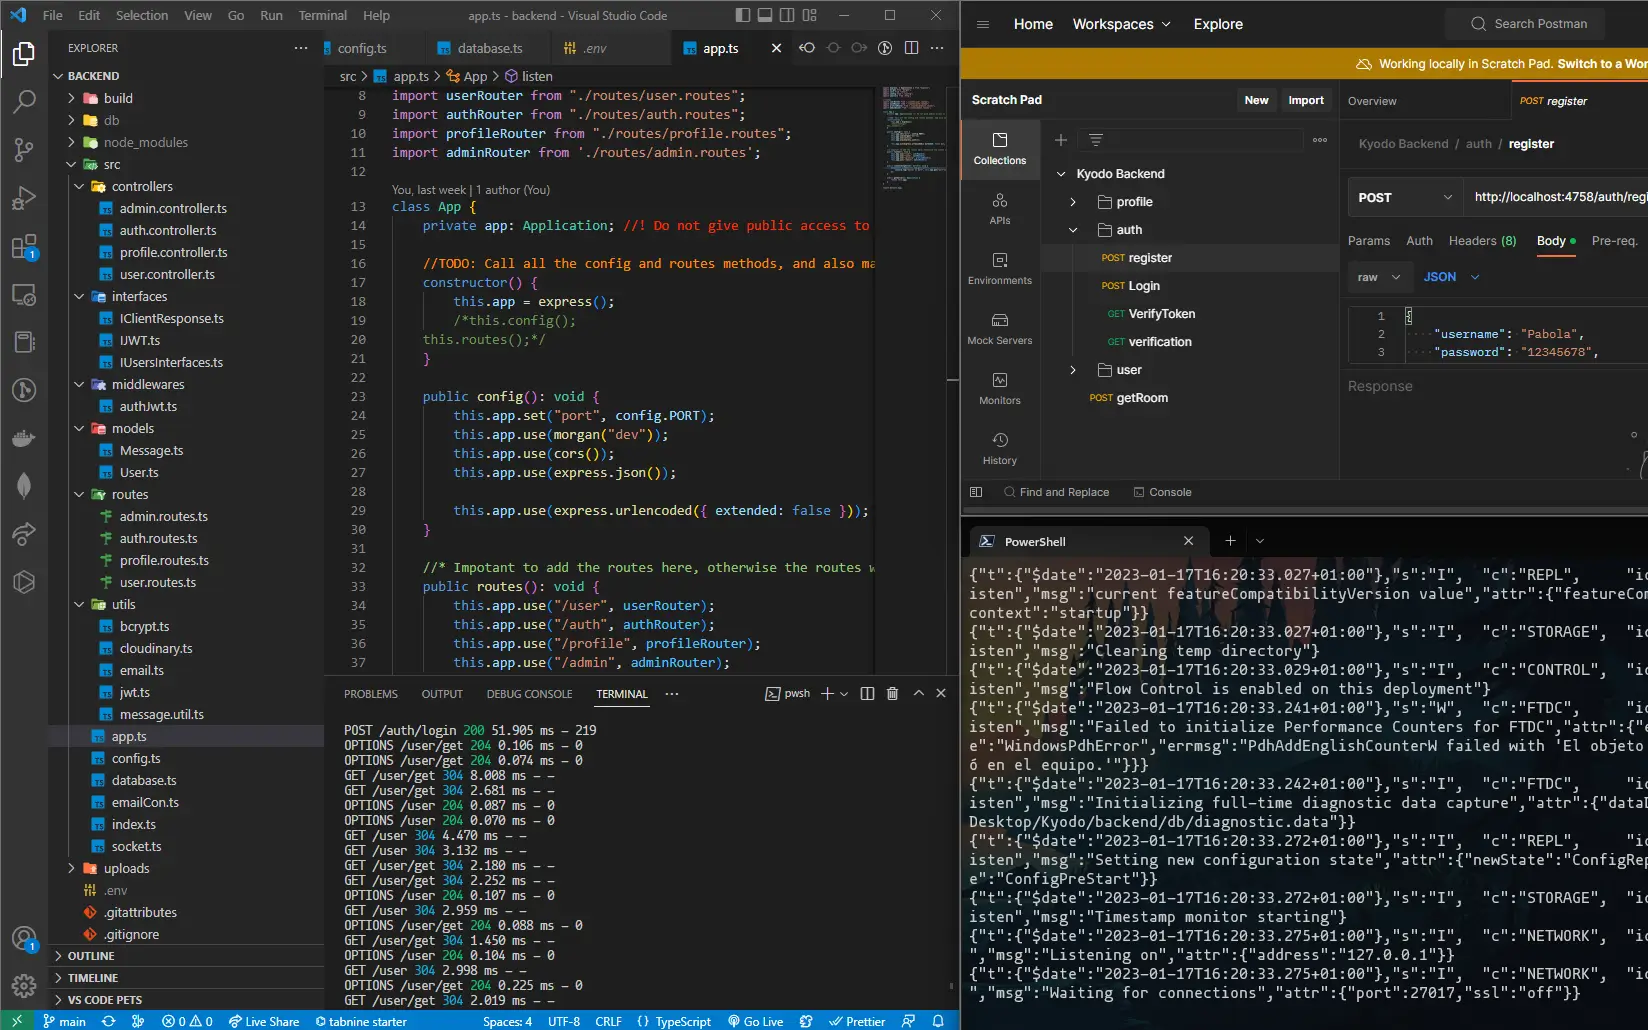 File Edit Selection View Go Run Terminal Help
app.ts - backend - Visual Studio Code
EXPLORER
BACKEND
build
db
node_modules
src
controllers
admin.controller.ts
auth.controller.ts
profile.controller.ts
user.controller.ts
interfaces
IClientResponse.ts
IJWT.ts
IUsersInterfaces.ts
middlewares
authJwt.ts
models
Message.ts
User.ts
routes
admin.routes.ts
auth.routes.ts
profile.routes.ts
user.routes.ts
utils
bcrypt.ts
cloudinary.ts
email.ts
jwt.ts
message.util.ts
app.ts
config.ts
database.ts
emailCon.ts
index.ts
socket.ts
uploads
.env
.gitattributes
.gitignore
OUTLINE
TIMELINE
VS CODE PETS
config.ts database.ts .env app.ts
src > app.ts > App > listen
8 import userRouter from "./routes/user.routes";
9 import authRouter from "./routes/auth.routes";
10 import profileRouter from "./routes/profile.routes";
11 import adminRouter from './routes/admin.routes';
12
You, last week | 1 author (You)
13 class App {
14 private app: Application; //! Do not give public access to
15
16 //TODO: Call all the config and routes methods, and also ma
17 constructor() {
18 this.app = express();
19 /*this.config();
20 this.routes();*/
21 }
22
23 public config(): void {
24 this.app.set("port", config.PORT);
25 this.app.use(morgan("dev"));
26 this.app.use(cors());
27 this.app.use(express.json());
28
29 this.app.use(express.urlencoded({ extended: false }));
30 }
31
32 //* Impotant to add the routes here, otherwise the routes w
33 public routes(): void {
34 this.app.use("/user", userRouter);
35 this.app.use("/auth", authRouter);
36 this.app.use("/profile", profileRouter);
37 this.app.use("/admin", adminRouter);
PROBLEMS OUTPUT DEBUG CONSOLE TERMINAL ··· pwsh
POST /auth/login 200 51.905 ms - 219
OPTIONS /user/get 204 0.106 ms - 0
OPTIONS /user/get 204 0.074 ms - 0
GET /user/get 304 8.008 ms - -
GET /user/get 304 2.681 ms - -
OPTIONS /user 204 0.087 ms - 0
OPTIONS /user 204 0.070 ms - 0
GET /user 304 4.470 ms - -
GET /user 304 3.132 ms - -
GET /user/get 304 2.180 ms - -
GET /user/get 304 2.252 ms - -
OPTIONS /user 204 0.107 ms - 0
GET /user 304 2.959 ms - -
OPTIONS /user/get 204 0.088 ms - 0
GET /user/get 304 1.450 ms - -
OPTIONS /user 204 0.104 ms - 0
GET /user 304 2.998 ms - -
OPTIONS /user/get 204 0.225 ms - 0
GET /user/get 304 2.019 ms - -
main 0 0 Live Share tabnine starter Spaces: 4 UTF-8 CRLF {} TypeScript Go Live Prettier
1
1
Home Workspaces Explore Search Postman
Working locally in Scratch Pad. Switch to a Wor
Scratch Pad New Import
Overview POST register
Collections
APIs
Environments
Mock Servers
Monitors
History
Kyodo Backend
profile
auth
POST register
POST Login
GET VerifyToken
GET verification
user
POST getRoom
Kyodo Backend / auth / register
POST http://localhost:4758/auth/regi
Params Auth Headers (8) Body Pre-req.
raw JSON
1 {
2 "username": "Pabola",
3 "password": "12345678",
Response
Find and Replace Console
PowerShell
{"t":{"$date":"2023-01-17T16:20:33.027+01:00"},"s":"I", "c":"REPL", "ic
isten","msg":"current featureCompatibilityVersion value","attr":{"featureCom
context":"startup"}}
{"t":{"$date":"2023-01-17T16:20:33.027+01:00"},"s":"I", "c":"STORAGE", "ic
isten","msg":"Clearing temp directory"}
{"t":{"$date":"2023-01-17T16:20:33.029+01:00"},"s":"I", "c":"CONTROL", "ic
isten","msg":"Flow Control is enabled on this deployment"}
{"t":{"$date":"2023-01-17T16:20:33.241+01:00"},"s":"W", "c":"FTDC", "ic
isten","msg":"Failed to initialize Performance Counters for FTDC","attr":{"e
e":"WindowsPdhError","errmsg":"PdhAddEnglishCounterW failed with 'El objeto
ó en el equipo.'"}}}
{"t":{"$date":"2023-01-17T16:20:33.242+01:00"},"s":"I", "c":"FTDC", "ic
isten","msg":"Initializing full-time diagnostic data capture","attr":{"dataD
Desktop/Kyodo/backend/db/diagnostic.data"}}
{"t":{"$date":"2023-01-17T16:20:33.272+01:00"},"s":"I", "c":"REPL", "ic
isten","msg":"Setting new configuration state","attr":{"newState":"ConfigRep
e":"ConfigPreStart"}}
{"t":{"$date":"2023-01-17T16:20:33.272+01:00"},"s":"I", "c":"STORAGE", "ic
isten","msg":"Timestamp monitor starting"}
{"t":{"$date":"2023-01-17T16:20:33.275+01:00"},"s":"I", "c":"NETWORK", "ic
","msg":"Listening on","attr":{"address":"127.0.0.1"}}
{"t":{"$date":"2023-01-17T16:20:33.275+01:00"},"s":"I", "c":"NETWORK", "ic
","msg":"Waiting for connections","attr":{"port":27017,"ssl":"off"}}